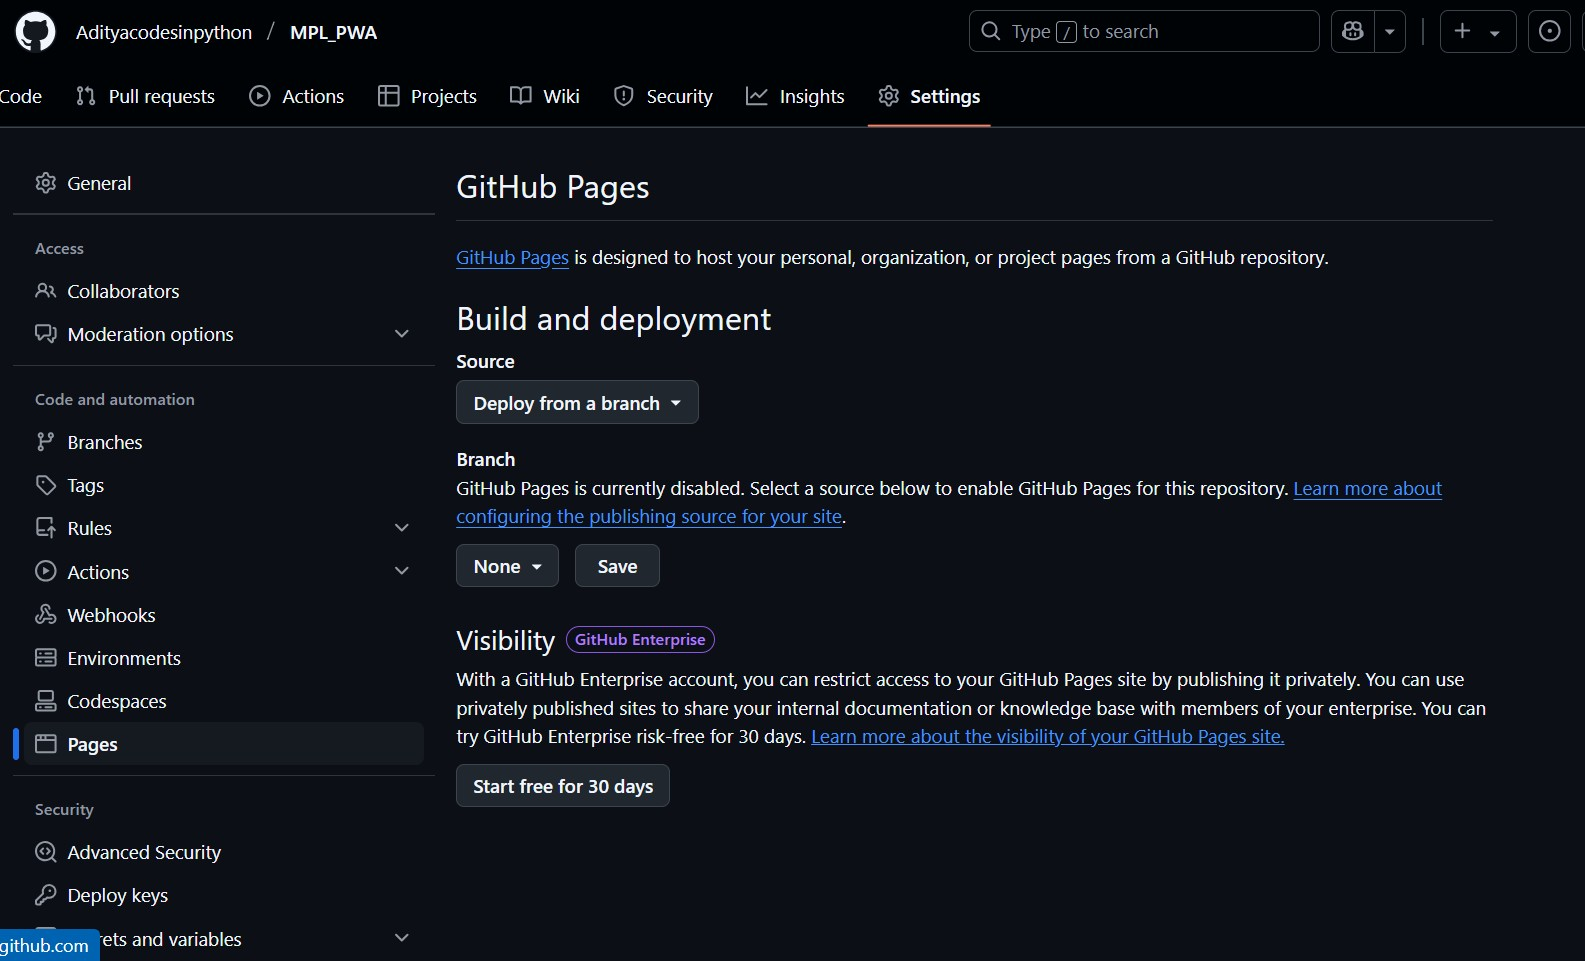 Adityacodesinpython / MPL_PWA
Type / to search
Code
Pull requests
Actions
Projects
Wiki
Security
Insights
Settings
General
Access
Collaborators
Moderation options
Code and automation
Branches
Tags
Rules
Actions
Webhooks
Environments
Codespaces
Pages
Security
Advanced Security
Deploy keys
rets and variables
github.com
GitHub Pages
GitHub Pages is designed to host your personal, organization, or project pages from a GitHub repository.
Build and deployment
Source
Deploy from a branch
Branch
GitHub Pages is currently disabled. Select a source below to enable GitHub Pages for this repository. Learn more about
configuring the publishing source for your site.
None
Save
Visibility GitHub Enterprise
With a GitHub Enterprise account, you can restrict access to your GitHub Pages site by publishing it privately. You can use
privately published sites to share your internal documentation or knowledge base with members of your enterprise. You can
try GitHub Enterprise risk-free for 30 days. Learn more about the visibility of your GitHub Pages site.
Start free for 30 days